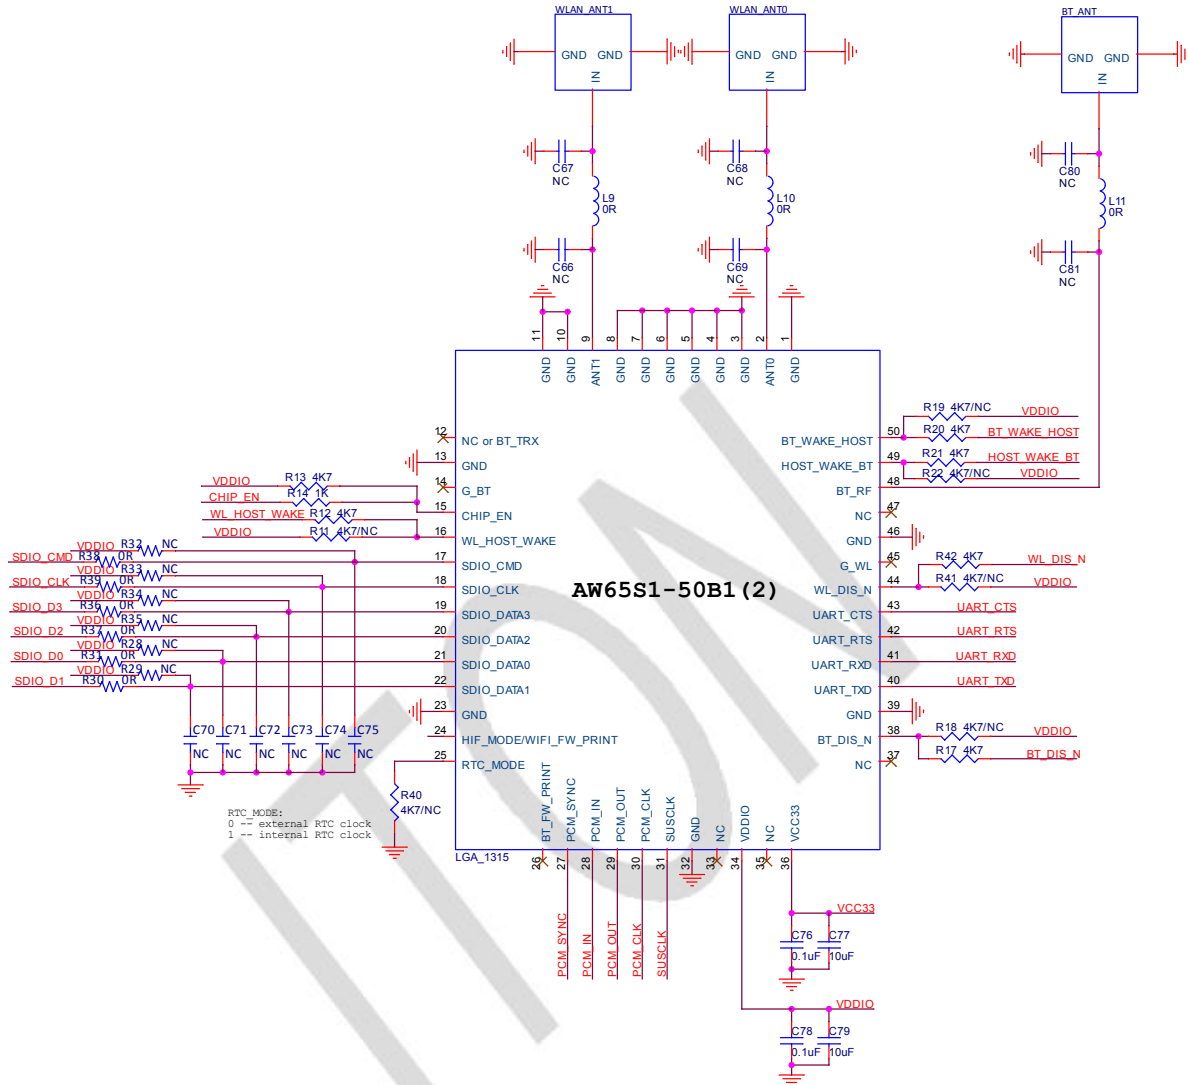 WLAN_ANT1
WLAN_ANT0
BT_ANT
GND GND
IN
GND GND
IN
GND GND
IN
C67
NC
L9
0R
C66
NC
C68
NC
L10
0R
C69
NC
C80
NC
L11
0R
C81
NC
11 10 9 8 7 6 5 4 3 2 1
GND GND ANT1 GND GND GND GND GND GND ANT0 GND
12 NC or BT_TRX
13 GND
14 G_BT
15 CHIP_EN
16 WL_HOST_WAKE
17 SDIO_CMD
18 SDIO_CLK
19 SDIO_DATA3
20 SDIO_DATA2
21 SDIO_DATA0
22 SDIO_DATA1
23 GND
24 HIF_MODE/WIFI_FW_PRINT
25 RTC_MODE
VDDIO R13 4K7
CHIP_EN R14 1K
WL_HOST_WAKE R12 4K7
VDDIO R11 4K7/NC
VDDIO R32 NC
SDIO_CMD R38 0R
VDDIO R33 NC
SDIO_CLK R39 0R
VDDIO R34 NC
SDIO_D3 R36 0R
VDDIO R35 NC
SDIO_D2 R37 0R
VDDIO R28 NC
SDIO_D0 R31 0R
VDDIO R29 NC
SDIO_D1 R30 0R
C70 C71 C72 C73 C74 C75
NC NC NC NC NC NC
R40
4K7/NC
RTC_MODE:
0 -- external RTC clock
1 -- internal RTC clock
AW65S1-50B1(2)
LGA_1315
BT_WAKE_HOST 50
HOST_WAKE_BT 49
BT_RF 48
NC 47
GND 46
G_WL 45
WL_DIS_N 44
UART_CTS 43
UART_RTS 42
UART_RXD 41
UART_TXD 40
GND 39
BT_DIS_N 38
NC 37
R19 4K7/NC VDDIO
R20 4K7 BT_WAKE_HOST
R21 4K7 HOST_WAKE_BT
R22 4K7/NC VDDIO
R42 4K7 WL_DIS_N
R41 4K7/NC VDDIO
UART_CTS
UART_RTS
UART_RXD
UART_TXD
R18 4K7/NC VDDIO
R17 4K7 BT_DIS_N
BT_FW_PRINT PCM_SYNC PCM_IN PCM_OUT PCM_CLK SUSCLK GND NC VDDIO NC VCC33
26 27 28 29 30 31 32 33 34 35 36
PCM_SYNC PCM_IN PCM_OUT PCM_CLK SUSCLK
VCC33
C76 C77
0.1uF 10uF
VDDIO
C78 C79
0.1uF 10uF
ITON